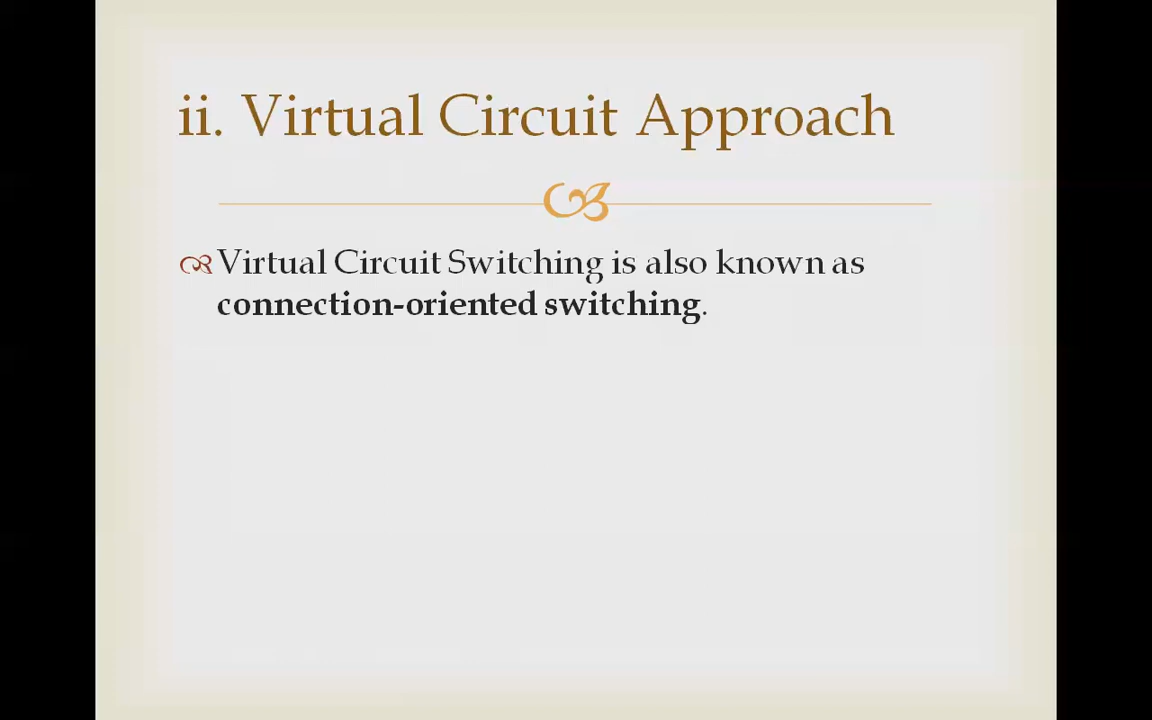 ii. Virtual Circuit Approach
Virtual Circuit Switching is also known as
connection-oriented switching.